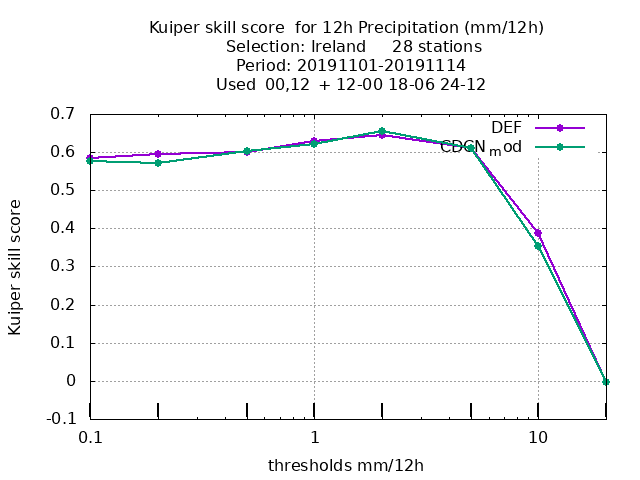 Kuiper skill score  for 12h Precipitation (mm/12h)
Selection: Ireland     28 stations
Period: 20191101-20191114
Used  00,12  + 12-00 18-06 24-12
DEF
CDCN_mod
Kuiper skill score
0.7
0.6
0.5
0.4
0.3
0.2
0.1
0
-0.1
0.1
1
10
thresholds mm/12h